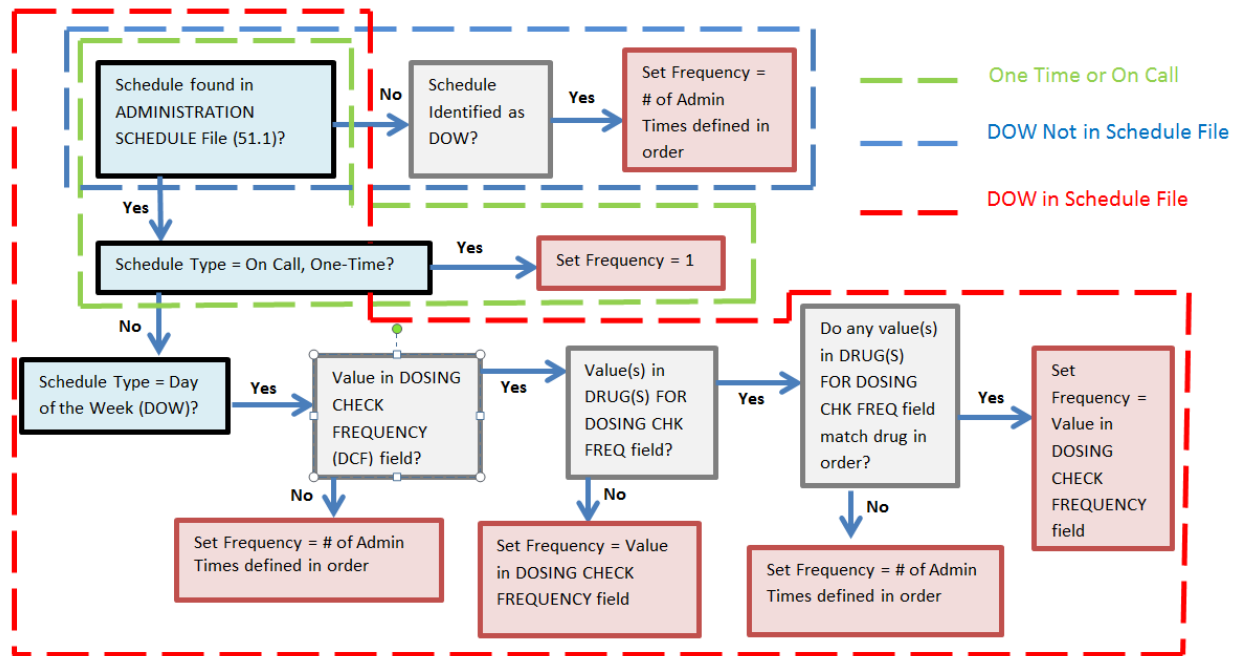 Schedule found in
ADMINISTRATION
SCHEDULE File (51.1)?
No
Schedule
Identified as
DOW?
Yes
Set Frequency =
# of Admin
Times defined in
order
One Time or On Call
DOW Not in Schedule File
DOW in Schedule File
Yes
Schedule Type = On Call, One-Time?
Yes
Set Frequency = 1
No
Schedule Type = Day
of the Week (DOW)?
Yes
Value in DOSING
CHECK
FREQUENCY
(DCF) field?
Yes
Value(s) in
DRUG(S) FOR
DOSING CHK
FREQ field?
Yes
Do any value(s)
in DRUG(S)
FOR DOSING
CHK FREQ field
match drug in
order?
Yes
Set
Frequency =
Value in
DOSING
CHECK
FREQUENCY
field
No
Set Frequency = # of Admin
Times defined in order
No
Set Frequency = Value
in DOSING CHECK
FREQUENCY field
No
Set Frequency = # of Admin
Times defined in order